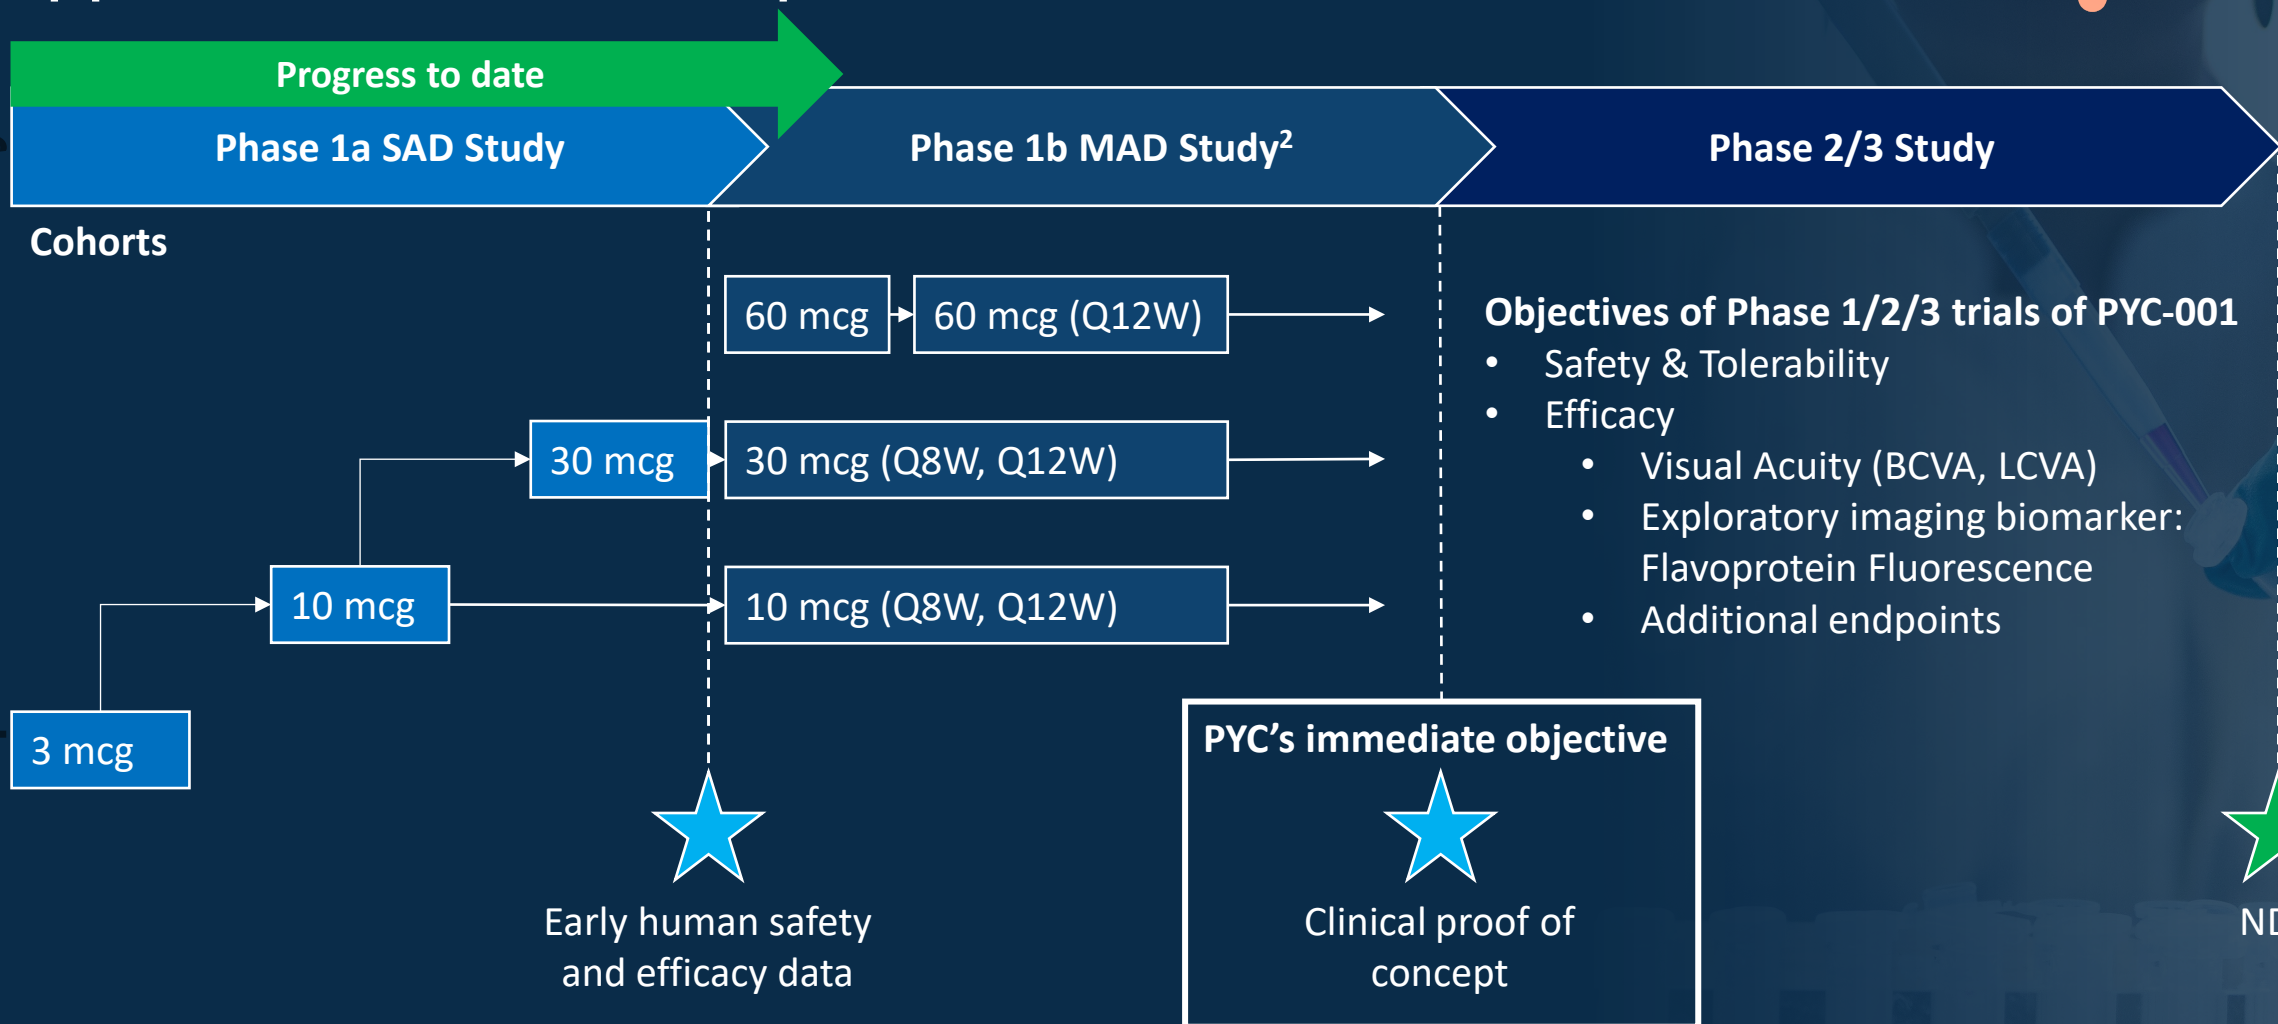 Progress to date
Phase 1a SAD Study
Phase 1b MAD Study²
Phase 2/3 Study
Cohorts
60 mcg
60 mcg (Q12W)
30 mcg
30 mcg (Q8W, Q12W)
10 mcg
10 mcg (Q8W, Q12W)
3 mcg
Objectives of Phase 1/2/3 trials of PYC-001
• Safety & Tolerability
• Efficacy
• Visual Acuity (BCVA, LCVA)
• Exploratory imaging biomarker:
Flavoprotein Fluorescence
• Additional endpoints
Early human safety
and efficacy data
PYC’s immediate objective
Clinical proof of
concept